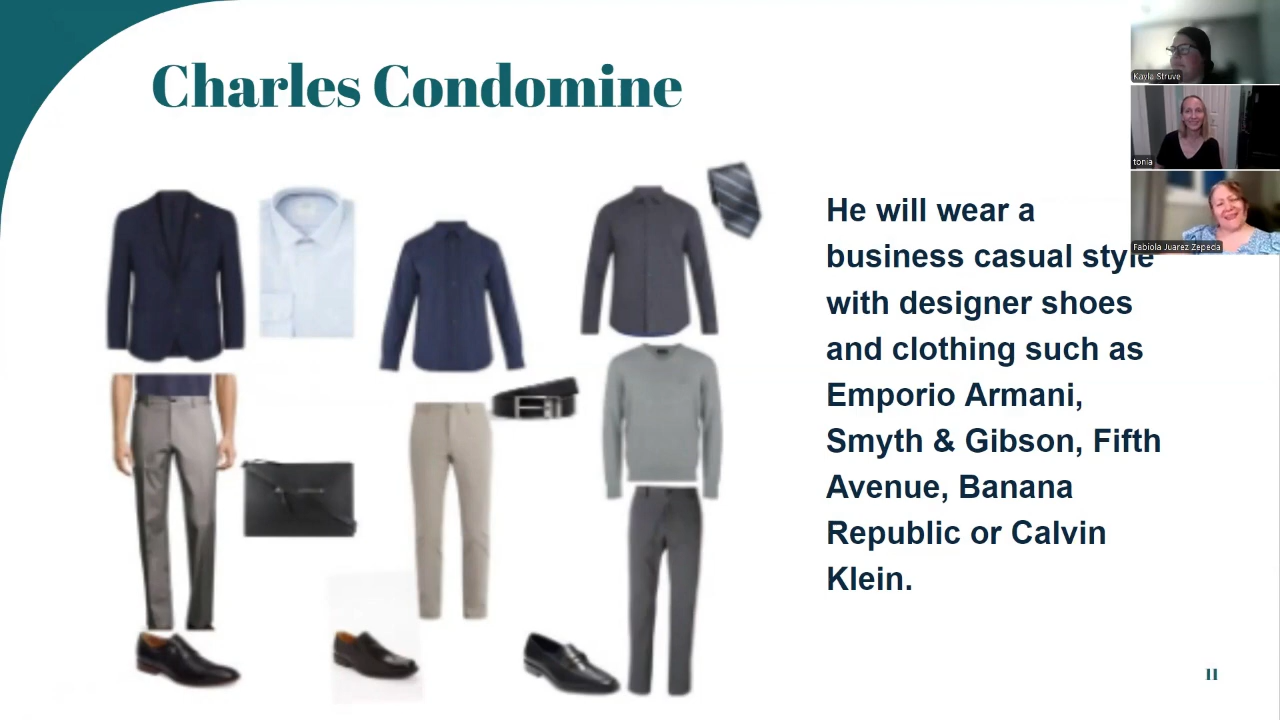 Charles Condomine
He will wear a
business casual style
with designer shoes
and clothing such as
Emporio Armani,
Smyth & Gibson, Fifth
Avenue, Banana
Republic or Calvin
Klein.
Kayla Struve
tonia
Fabiola Juarez Zepeda
11